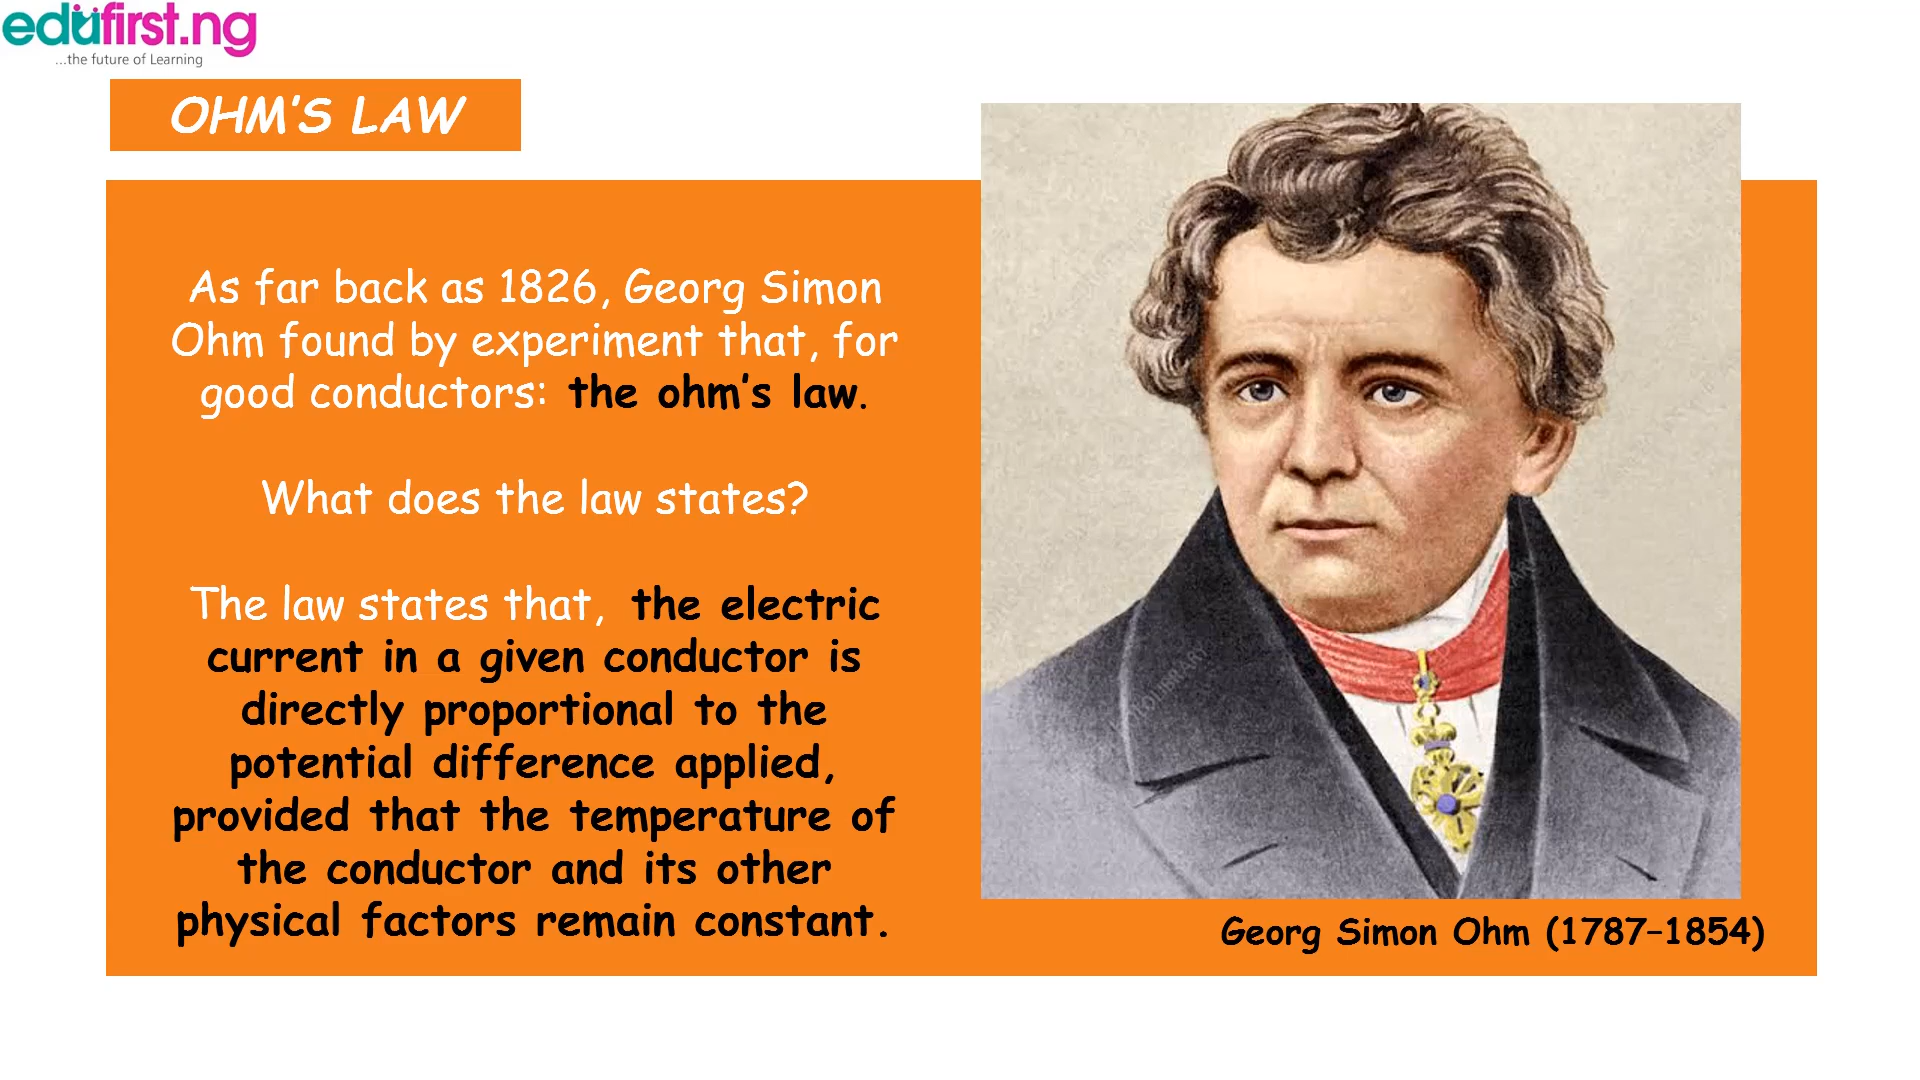 edufirst.ng
...the future of Learning
OHM'S LAW
As far back as 1826, Georg Simon
Ohm found by experiment that, for
good conductors: the ohm's law.
What does the law states?
The law states that, the electric
current in a given conductor is
directly proportional to the
potential difference applied,
provided that the temperature of
the conductor and its other
physical factors remain constant.
Georg Simon Ohm (1787–1854)